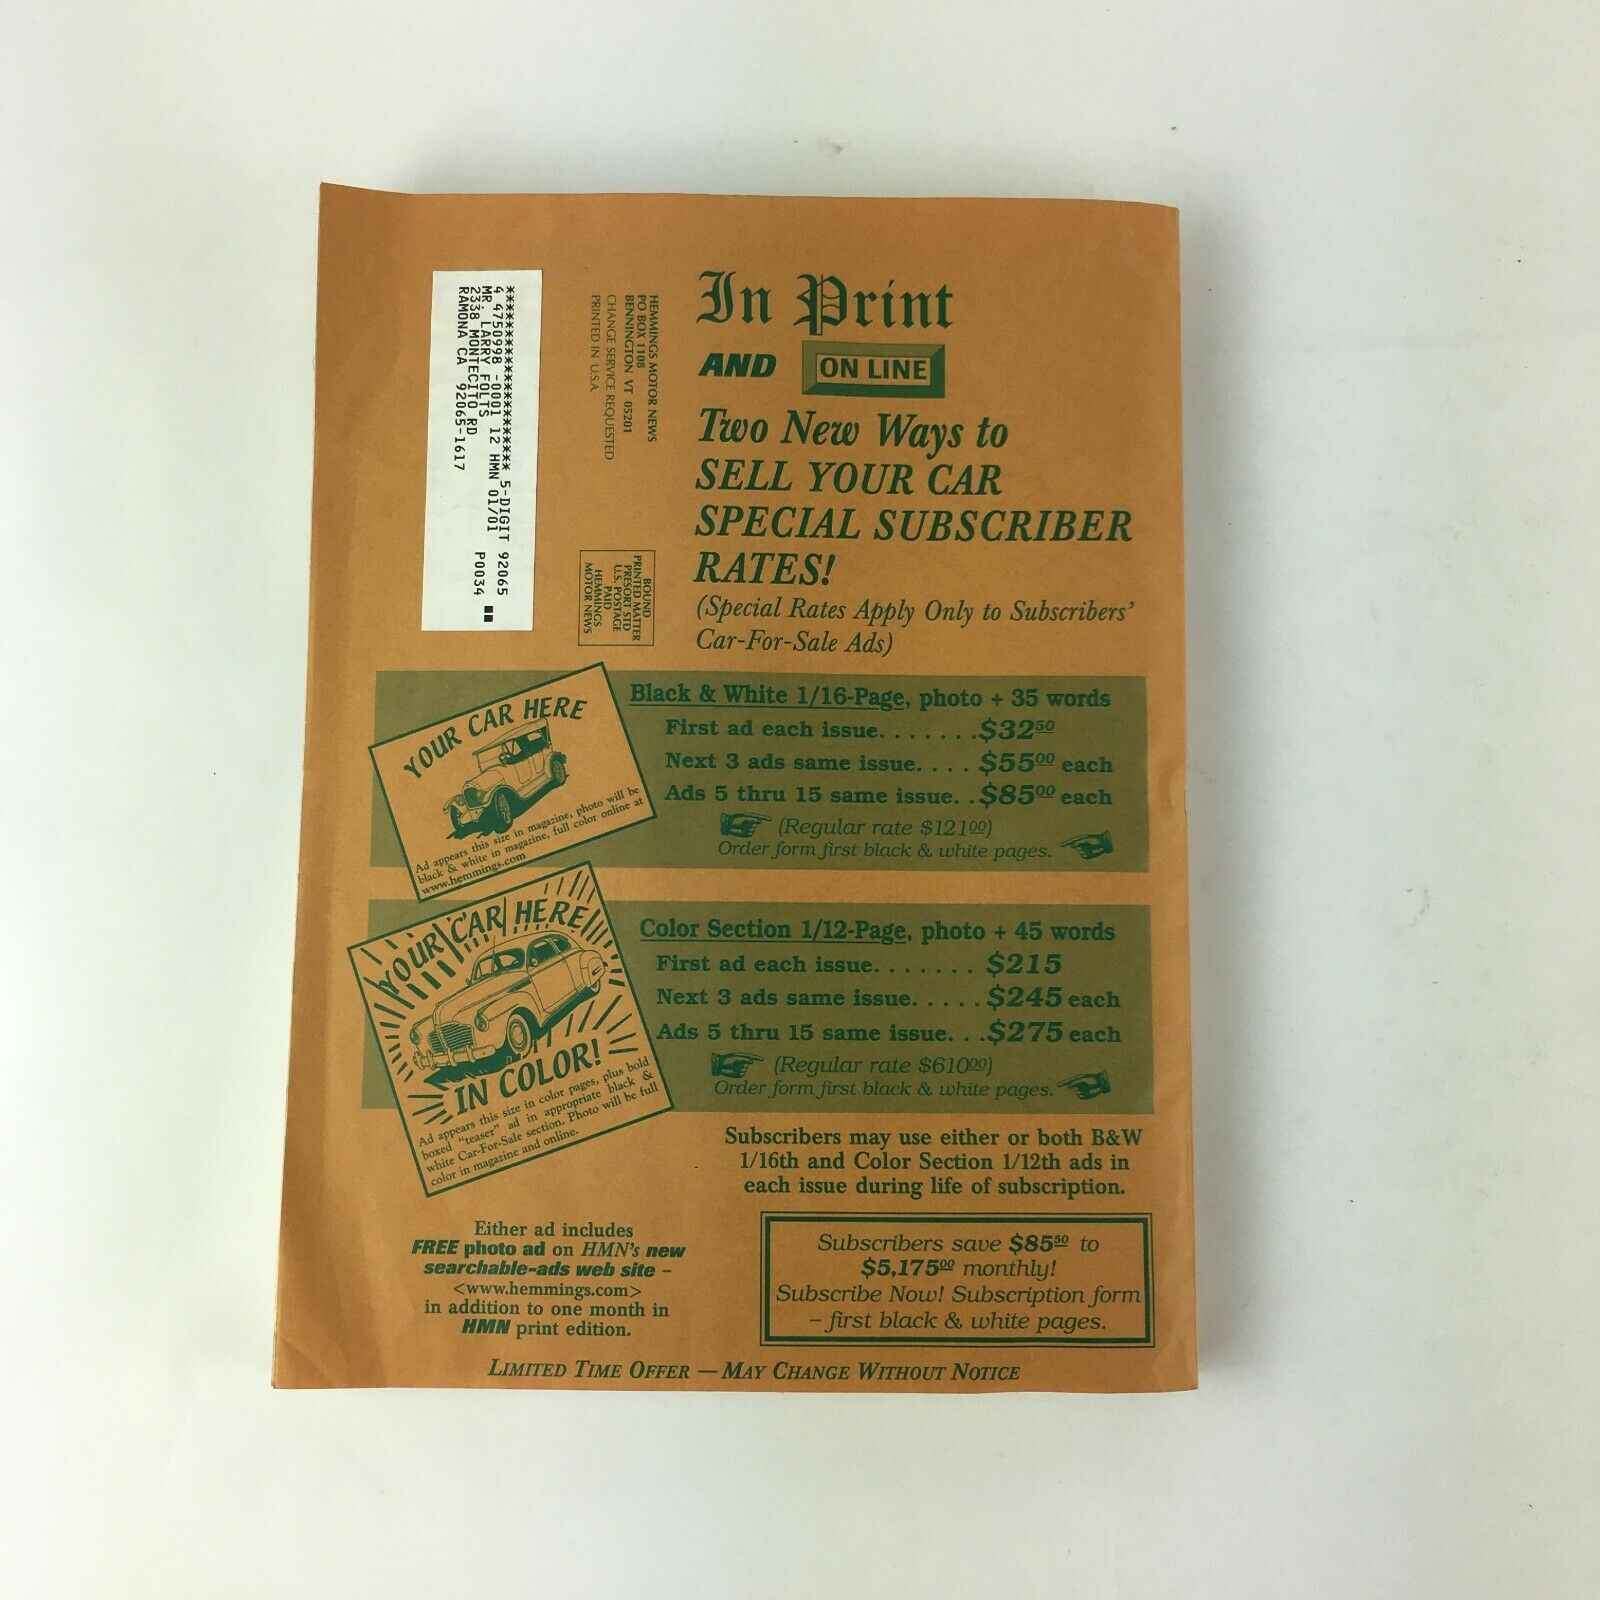 ****************************** 5-DIGIT 92065
4 4750998 -0001 12 HMN 01/01 P0034
MR. LARRY FOLTS
2338 MONTECITO RD
RAMONA CA 92065-1617
HEMMINGS MOTOR NEWS
PO BOX 1108
BENNINGTON VT 05201
CHANGE SERVICE REQUESTED
PRINTED IN U.S.A.
BOUND
PRINTED MATTER
PRESORT STD
U.S. POSTAGE
PAID
HEMMINGS
MOTOR NEWS
In Print
AND ON LINE
Two New Ways to
SELL YOUR CAR
SPECIAL SUBSCRIBER
RATES!
(Special Rates Apply Only to Subscribers'
Car-For-Sale Ads)
YOUR CAR HERE
Ad appears this size in magazine, photo will be
black & white in magazine, full color online at
www.hemmings.com
Black & White 1/16-Page, photo + 35 words
First ad each issue. . . . . . .$32.50
Next 3 ads same issue. . . . $55.00 each
Ads 5 thru 15 same issue. . $85.00 each
(Regular rate $121.00)
Order form first black & white pages.
YOUR CAR HERE
IN COLOR!
Ad appears this size in color pages, plus bold
boxed "teaser" ad in appropriate black &
white Car-For-Sale section. Photo will be full
color in magazine and online.
Color Section 1/12-Page, photo + 45 words
First ad each issue. . . . . . . $215
Next 3 ads same issue. . . . . $245 each
Ads 5 thru 15 same issue. . .$275 each
(Regular rate $610.00)
Order form first black & white pages.
Subscribers may use either or both B&W
1/16th and Color Section 1/12th ads in
each issue during life of subscription.
Either ad includes
FREE photo ad on HMN's new
searchable-ads web site –
<www.hemmings.com>
in addition to one month in
HMN print edition.
Subscribers save $85.50 to
$5,175.00 monthly!
Subscribe Now! Subscription form
– first black & white pages.
LIMITED TIME OFFER — MAY CHANGE WITHOUT NOTICE